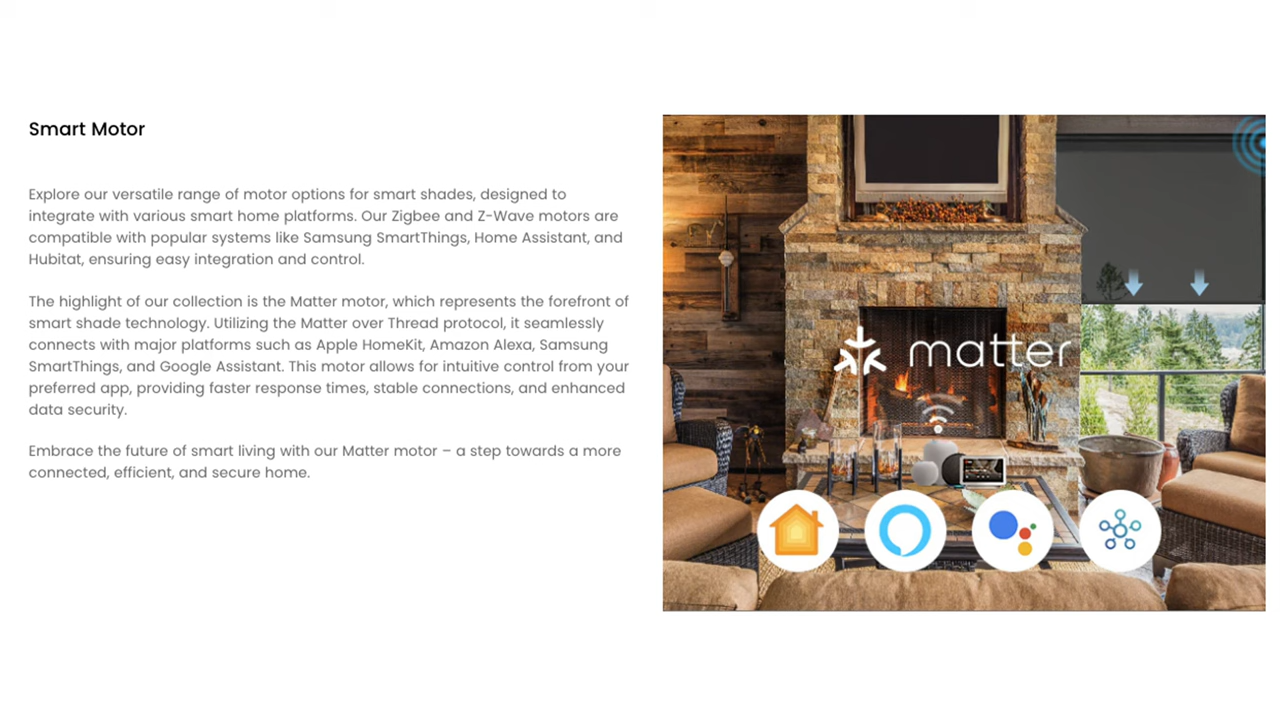 Smart Motor
Explore our versatile range of motor options for smart shades, designed to
integrate with various smart home platforms. Our Zigbee and Z-Wave motors are
compatible with popular systems like Samsung SmartThings, Home Assistant, and
Hubitat, ensuring easy integration and control.
The highlight of our collection is the Matter motor, which represents the forefront of
smart shade technology. Utilizing the Matter over Thread protocol, it seamlessly
connects with major platforms such as Apple HomeKit, Amazon Alexa, Samsung
SmartThings, and Google Assistant. This motor allows for intuitive control from your
preferred app, providing faster response times, stable connections, and enhanced
data security.
Embrace the future of smart living with our Matter motor – a step towards a more
connected, efficient, and secure home.
matter